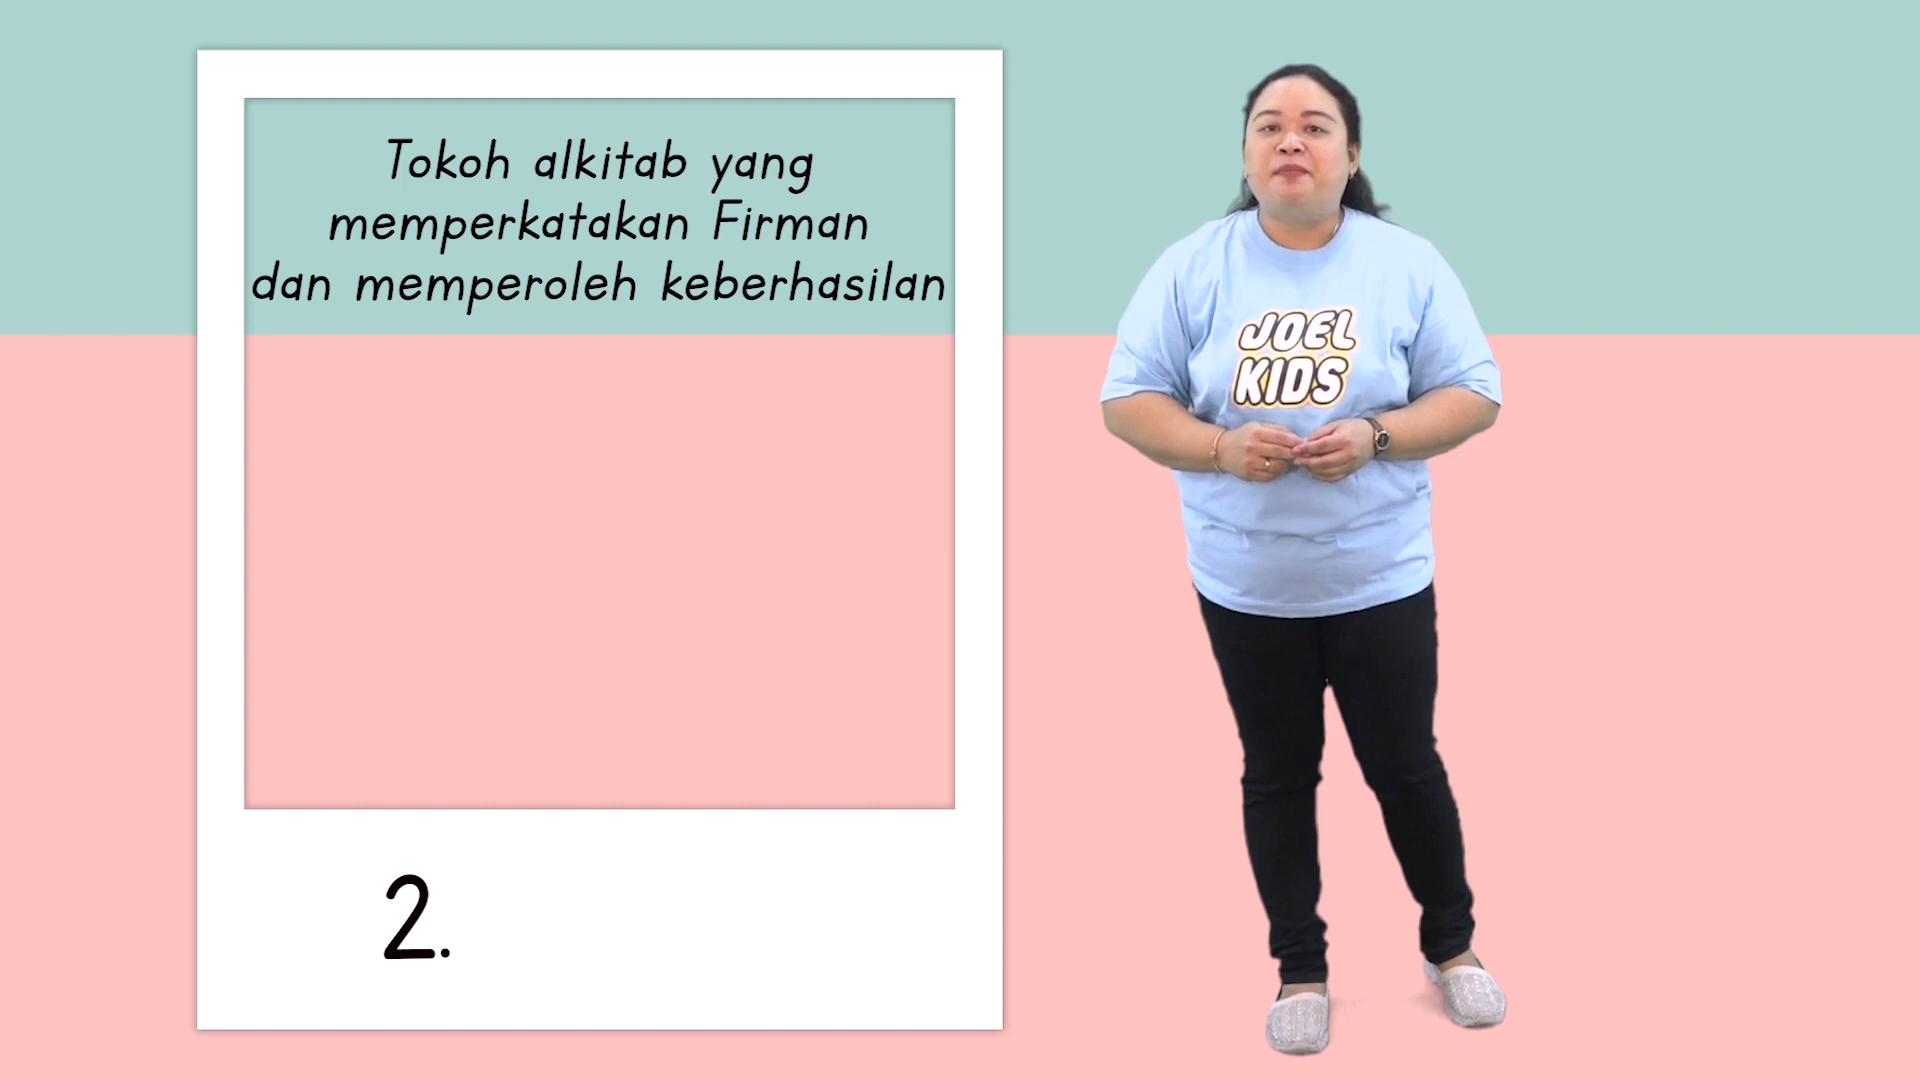 Tokoh alkitab yang
memperkatakan Firman
dan memperoleh keberhasilan
2.
JOEL
KIDS